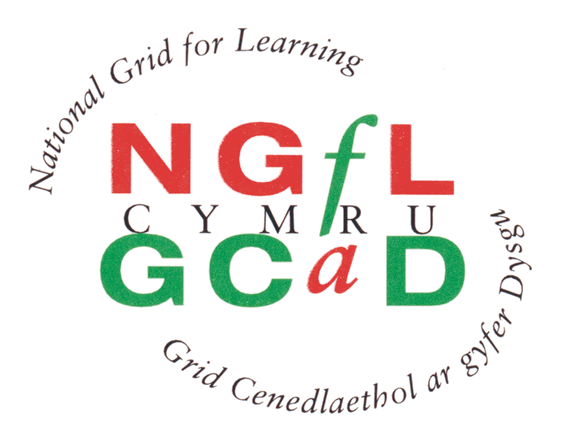 National Grid for Learning
NGfL
CYMRU
GCaD
Grid Cenedlaethol ar gyfer Dysgu